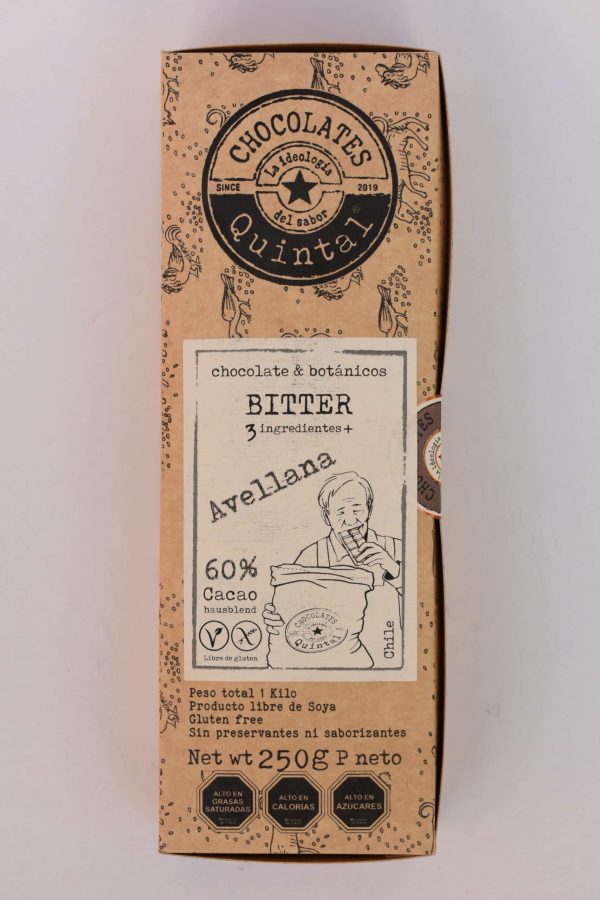 CHOCOLATES
La ideología
SINCE 2019
del sabor
Quintal®
chocolate & botánicos
BITTER
3 ingredientes +
Avellana
60%
Cacao
hausblend
Libre de gluten
CHOCOLATES
Quintal
Chile
Peso total 1 Kilo
Producto libre de Soya
Gluten free
Sin preservantes ni saborizantes
Net wt 250g P neto
ALTO EN
GRASAS
SATURADAS
ALTO EN
CALORÍAS
ALTO EN
AZÚCARES